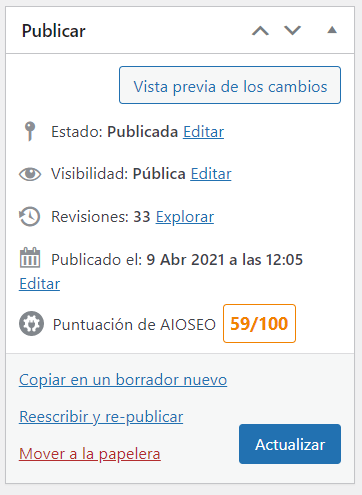 Publicar
Vista previa de los cambios
Estado: Publicada Editar
Visibilidad: Pública Editar
Revisiones: 33 Explorar
Publicado el: 9 Abr 2021 a las 12:05
Editar
Puntuación de AIOSEO 59/100
Copiar en un borrador nuevo
Reescribir y re-publicar
Mover a la papelera
Actualizar